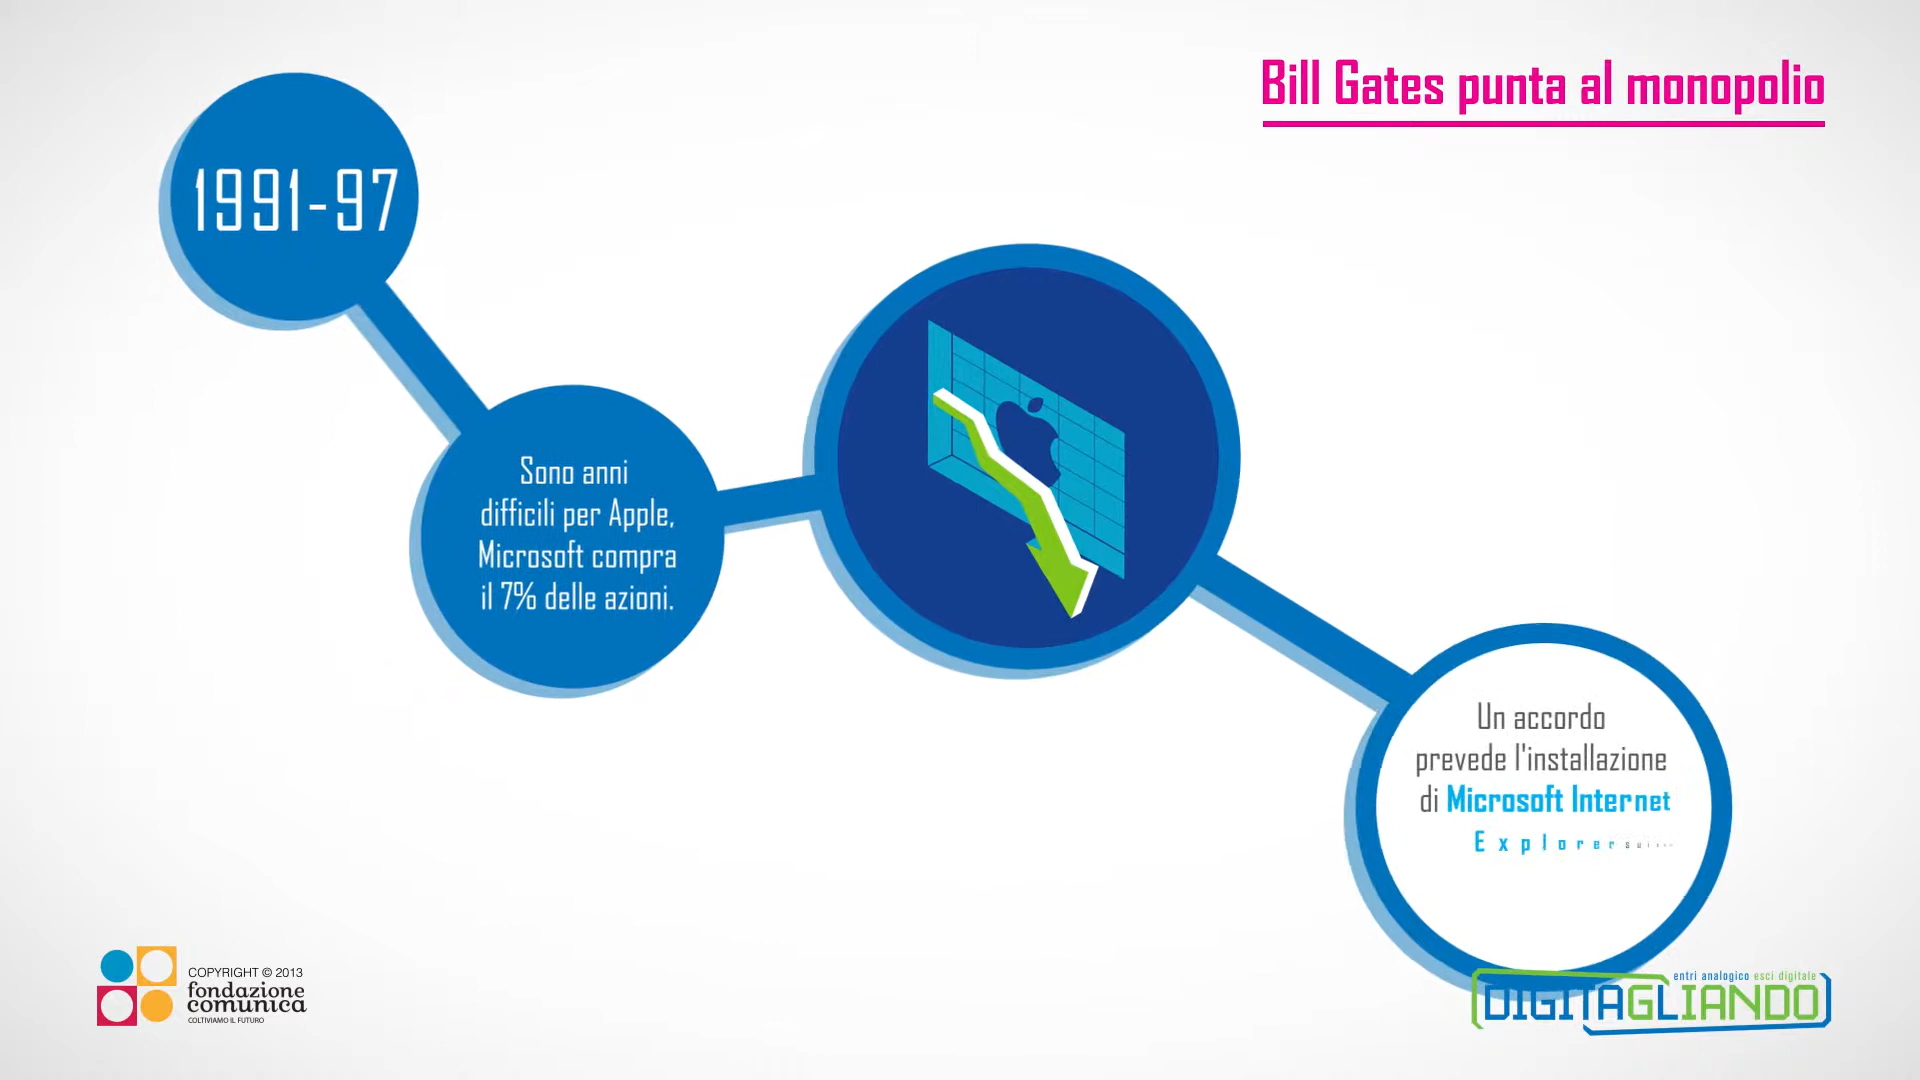 Bill Gates punta al monopolio
1991-97
Sono anni
difficili per Apple,
Microsoft compra
il 7% delle azioni.
Un accordo
prevede l'installazione
di Microsoft Internet
Explorer
COPYRIGHT © 2013
fondazione
comunica
COLTIVIAMO IL FUTURO
entri analogico esci digitale
DIGITAGLIANDO